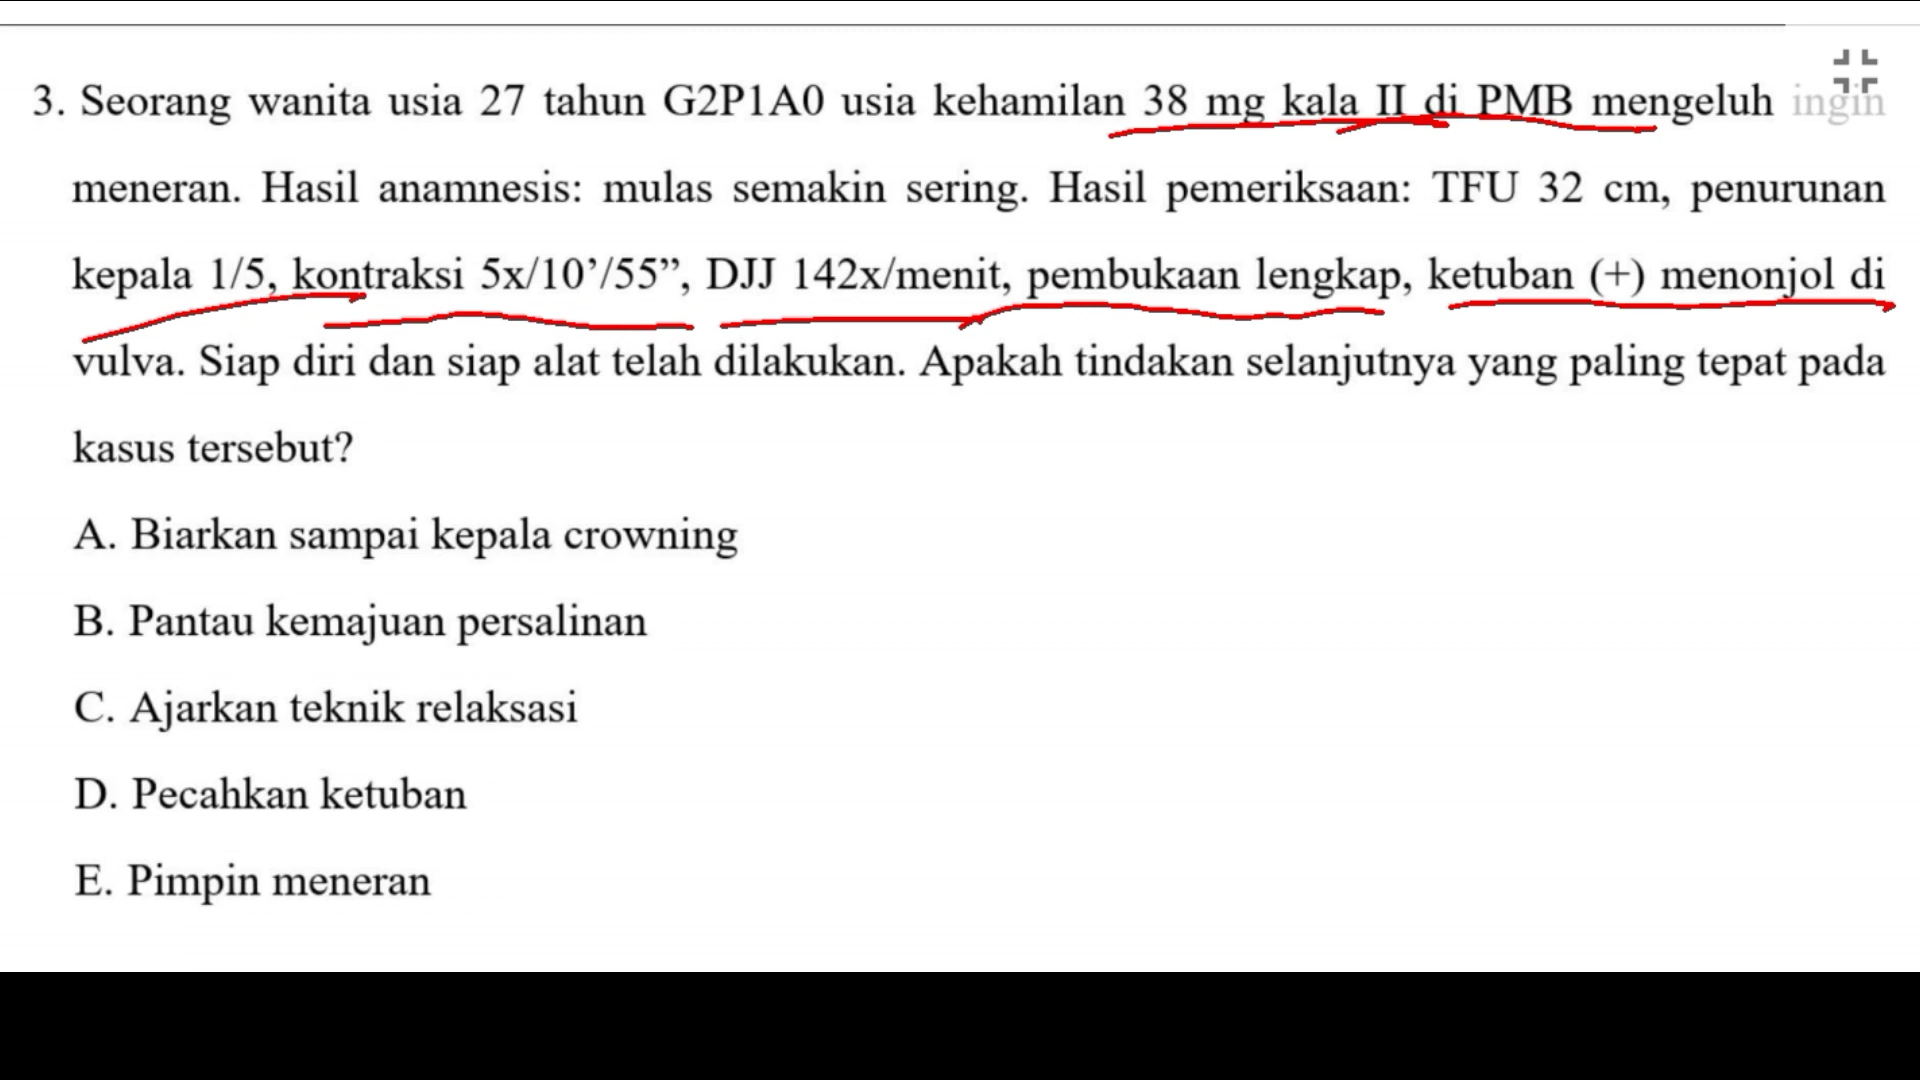 3. Seorang wanita usia 27 tahun G2P1A0 usia kehamilan 38 mg kala II di PMB mengeluh ingin
meneran. Hasil anamnesis: mulas semakin sering. Hasil pemeriksaan: TFU 32 cm, penurunan
kepala 1/5, kontraksi 5x/10’/55”, DJJ 142x/menit, pembukaan lengkap, ketuban (+) menonjol di
vulva. Siap diri dan siap alat telah dilakukan. Apakah tindakan selanjutnya yang paling tepat pada
kasus tersebut?
A. Biarkan sampai kepala crowning
B. Pantau kemajuan persalinan
C. Ajarkan teknik relaksasi
D. Pecahkan ketuban
E. Pimpin meneran